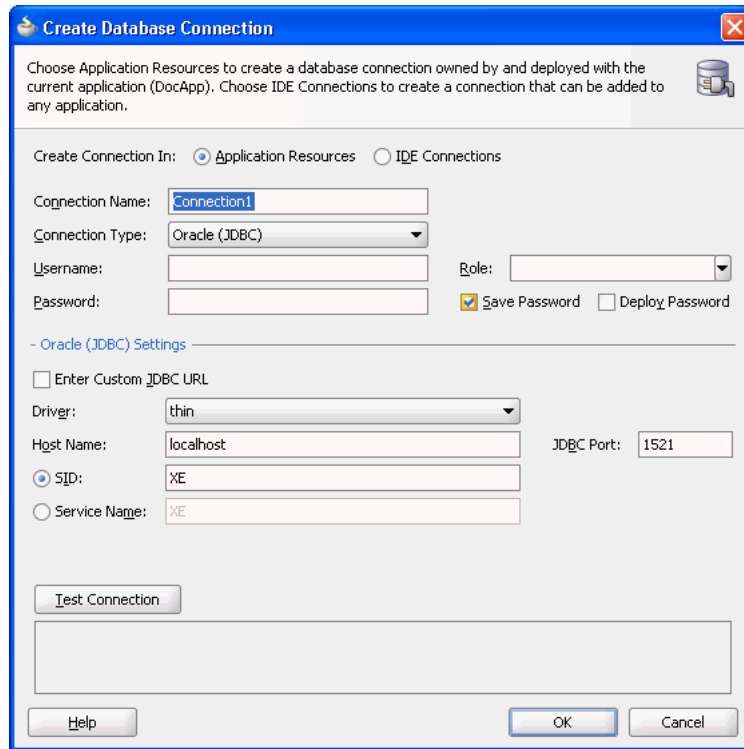 Create Database Connection
Choose Application Resources to create a database connection owned by and deployed with the
current application (DocApp). Choose IDE Connections to create a connection that can be added to
any application.
Create Connection In: Application Resources IDE Connections
Connection Name: Connection1
Connection Type: Oracle (JDBC)
Username: Role:
Password: Save Password Deploy Password
- Oracle (JDBC) Settings
Enter Custom JDBC URL
Driver: thin
Host Name: localhost JDBC Port: 1521
SID: XE
Service Name: XE
Test Connection
Help OK Cancel